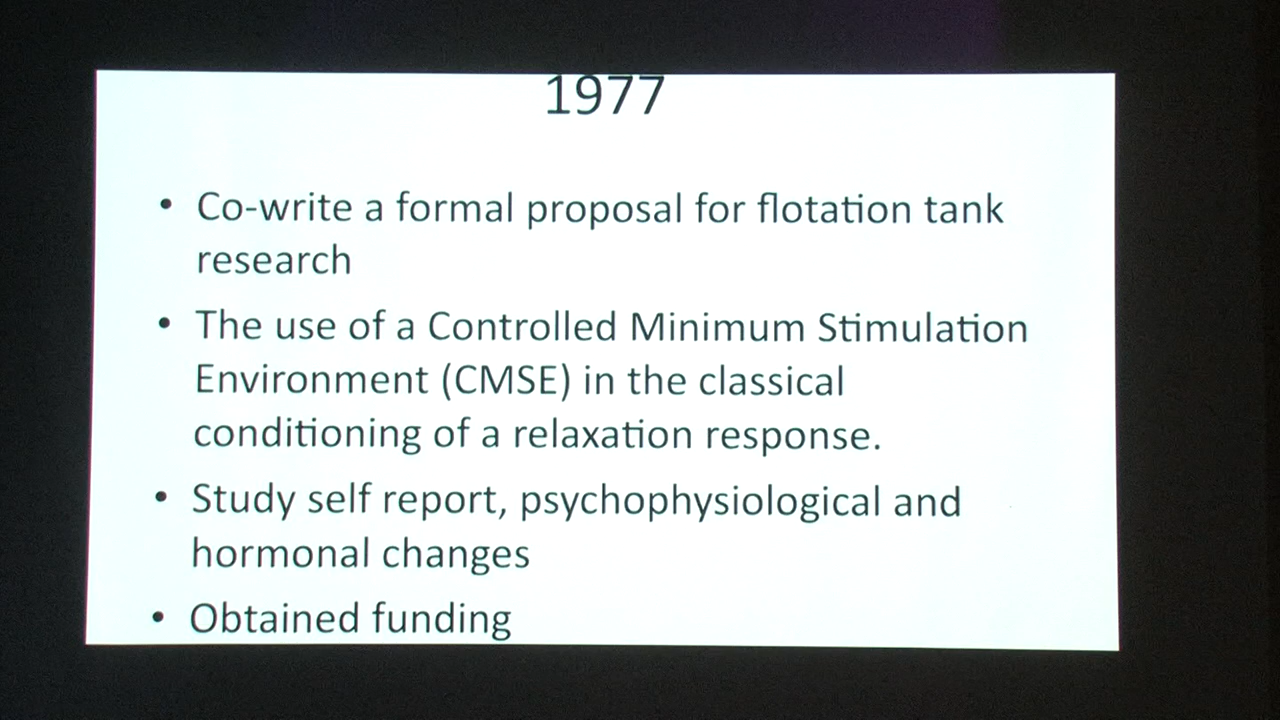 1977
• Co-write a formal proposal for flotation tank
research
• The use of a Controlled Minimum Stimulation
Environment (CMSE) in the classical
conditioning of a relaxation response.
• Study self report, psychophysiological and
hormonal changes
• Obtained funding